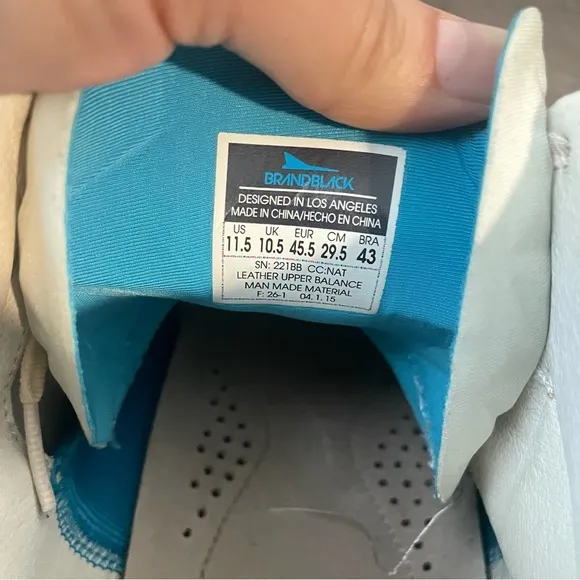 BRANDBLACK
DESIGNED IN LOS ANGELES
MADE IN CHINA/HECHO EN CHINA
US UK EUR CM BRA
11.5 10.5 45.5 29.5 43
SN: 221BB CC:NAT
LEATHER UPPER BALANCE
MAN MADE MATERIAL
F: 26-1 04. 1. 15